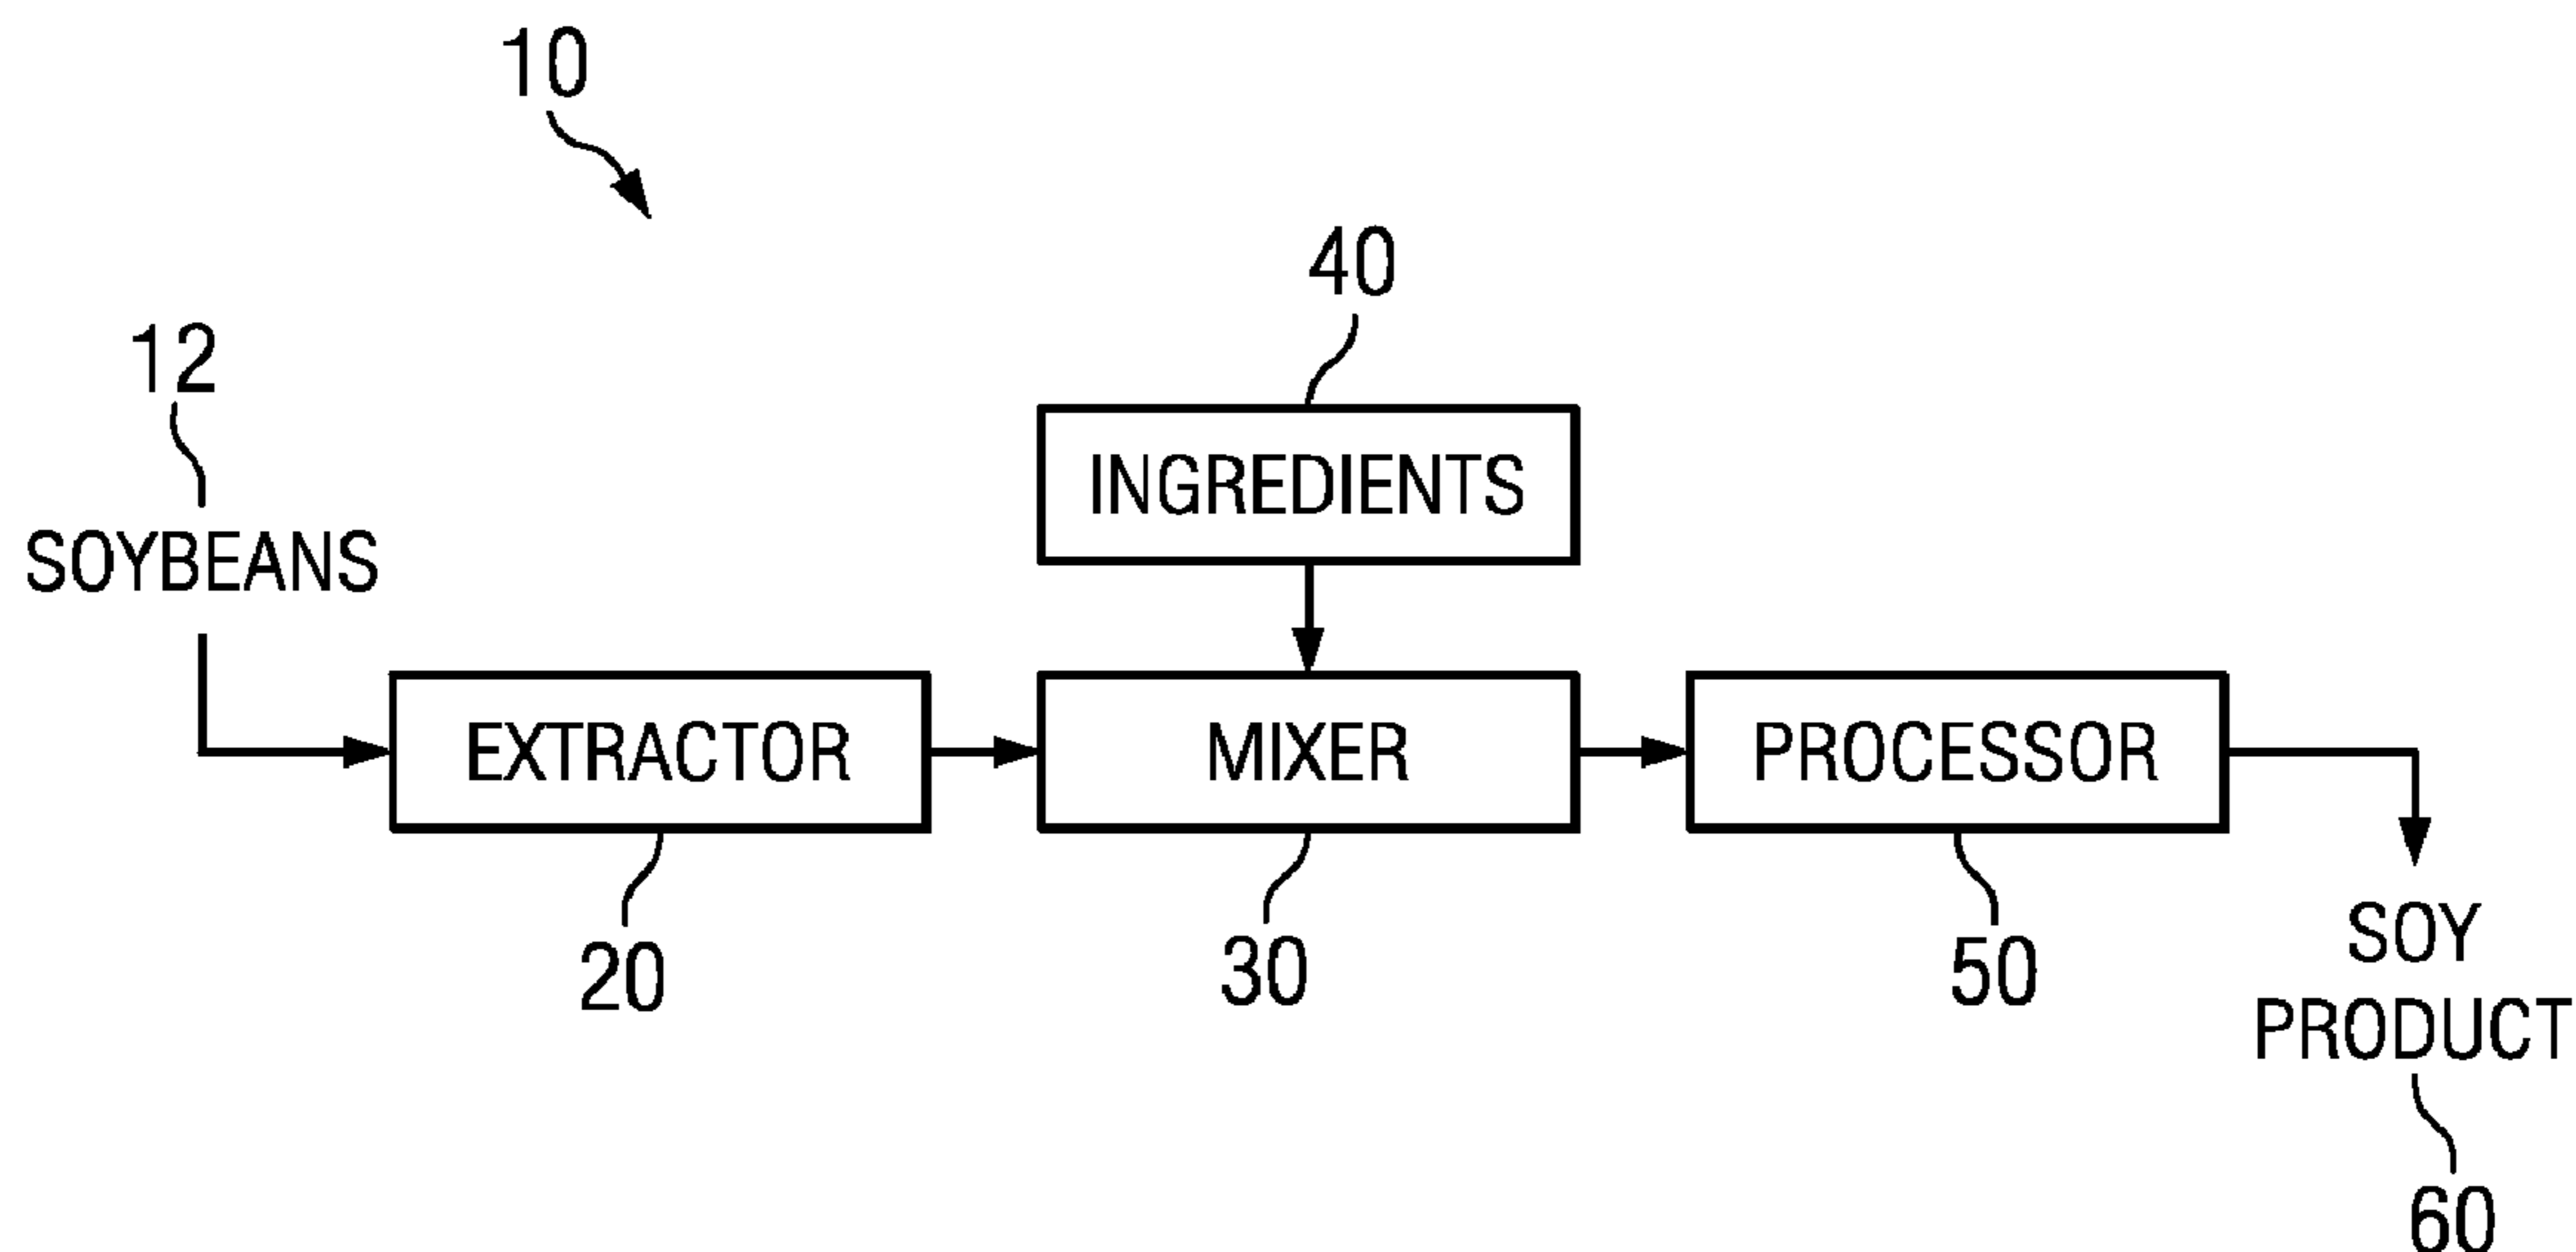 10
40
12
INGREDIENTS
SOYBEANS
EXTRACTOR
MIXER
PROCESSOR
20
30
50
SOY
PRODUCT
60